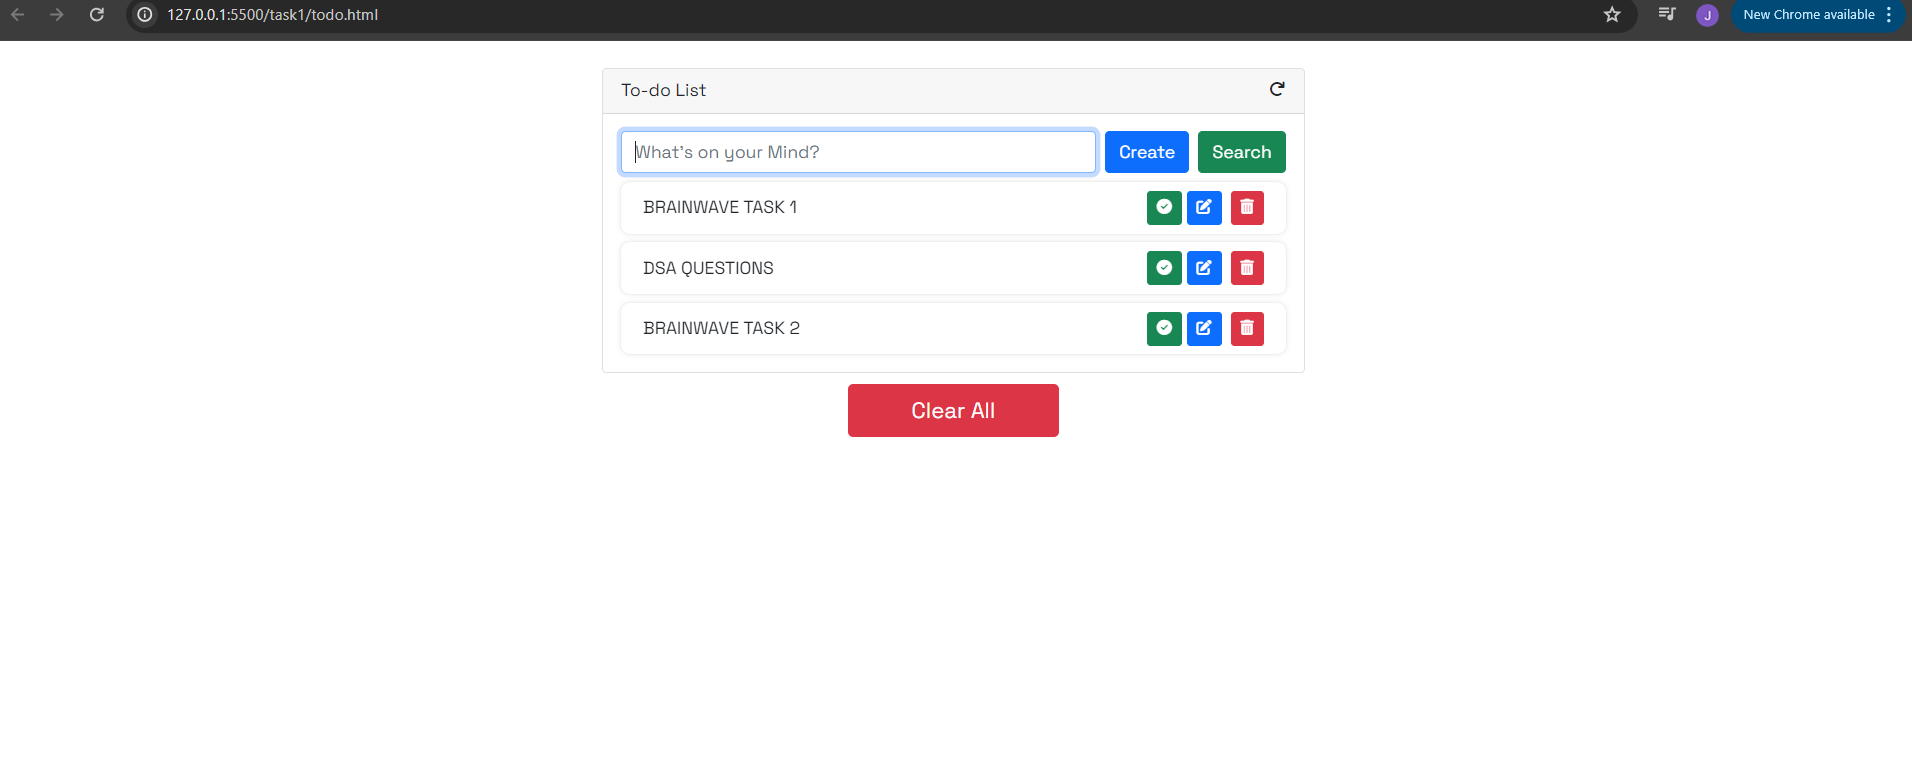 127.0.0.1:5500/task1/todo.html
J
New Chrome available
To-do List
What's on your Mind?
Create
Search
BRAINWAVE TASK 1
DSA QUESTIONS
BRAINWAVE TASK 2
Clear All